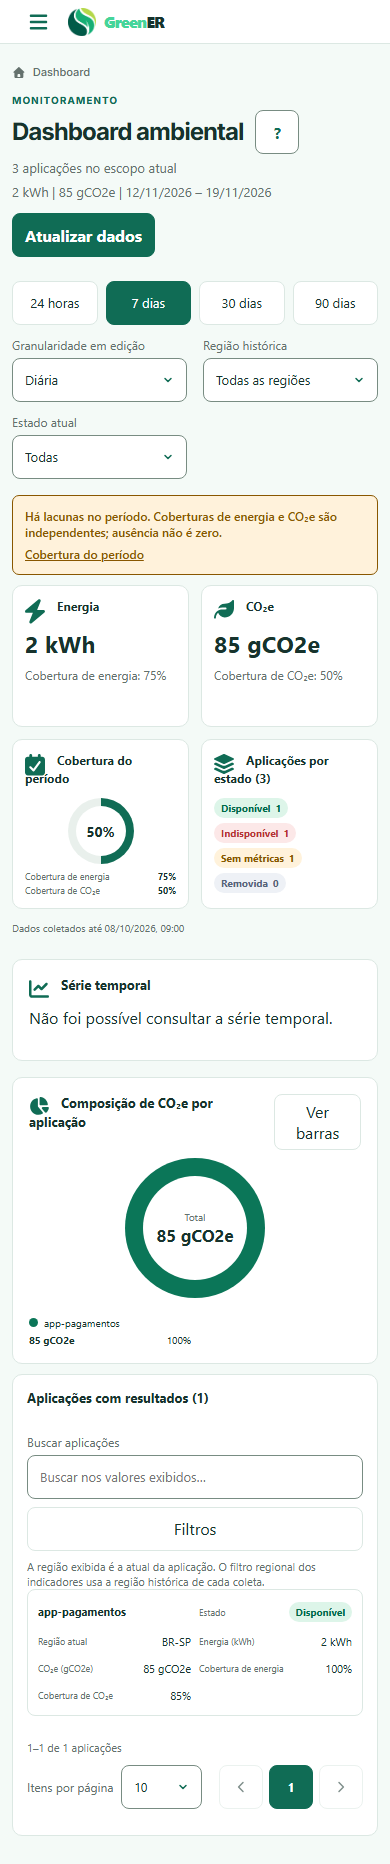 GreenER
Dashboard
MONITORAMENTO
Dashboard ambiental ?
3 aplicações no escopo atual
2 kWh | 85 gCO2e | 12/11/2026 – 19/11/2026
Atualizar dados
24 horas 7 dias 30 dias 90 dias
Granularidade em edição Região histórica
Diária Todas as regiões
Estado atual
Todas
Há lacunas no período. Coberturas de energia e CO₂e são
independentes; ausência não é zero.
Cobertura do período
Energia
2 kWh
Cobertura de energia: 75%
CO₂e
85 gCO2e
Cobertura de CO₂e: 50%
Cobertura do
período
50%
Cobertura de energia 75%
Cobertura de CO₂e 50%
Aplicações por
estado (3)
Disponível 1
Indisponível 1
Sem métricas 1
Removida 0
Dados coletados até 08/10/2026, 09:00
Série temporal
Não foi possível consultar a série temporal.
Composição de CO₂e por
aplicação
Ver
barras
Total
85 gCO2e
app-pagamentos
85 gCO2e 100%
Aplicações com resultados (1)
Buscar aplicações
Buscar nos valores exibidos...
Filtros
A região exibida é a atual da aplicação. O filtro regional dos
indicadores usa a região histórica de cada coleta.
app-pagamentos Estado Disponível
Região atual BR-SP Energia (kWh) 2 kWh
CO₂e (gCO2e) 85 gCO2e Cobertura de energia 100%
Cobertura de CO₂e 85%
1–1 de 1 aplicações
Itens por página 10 1